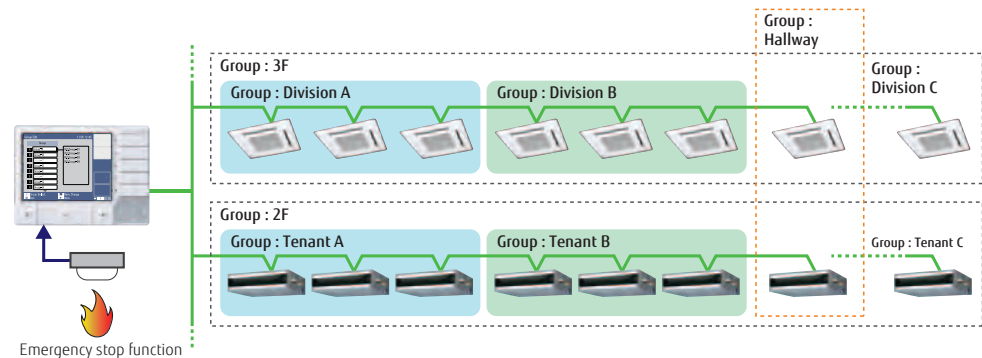 Group :
Hallway
Group : 3F
Group :
Division C
Group : Division A
Group : Division B
Group : 2F
Group : Tenant A
Group : Tenant B
Group : Tenant C
Emergency stop function